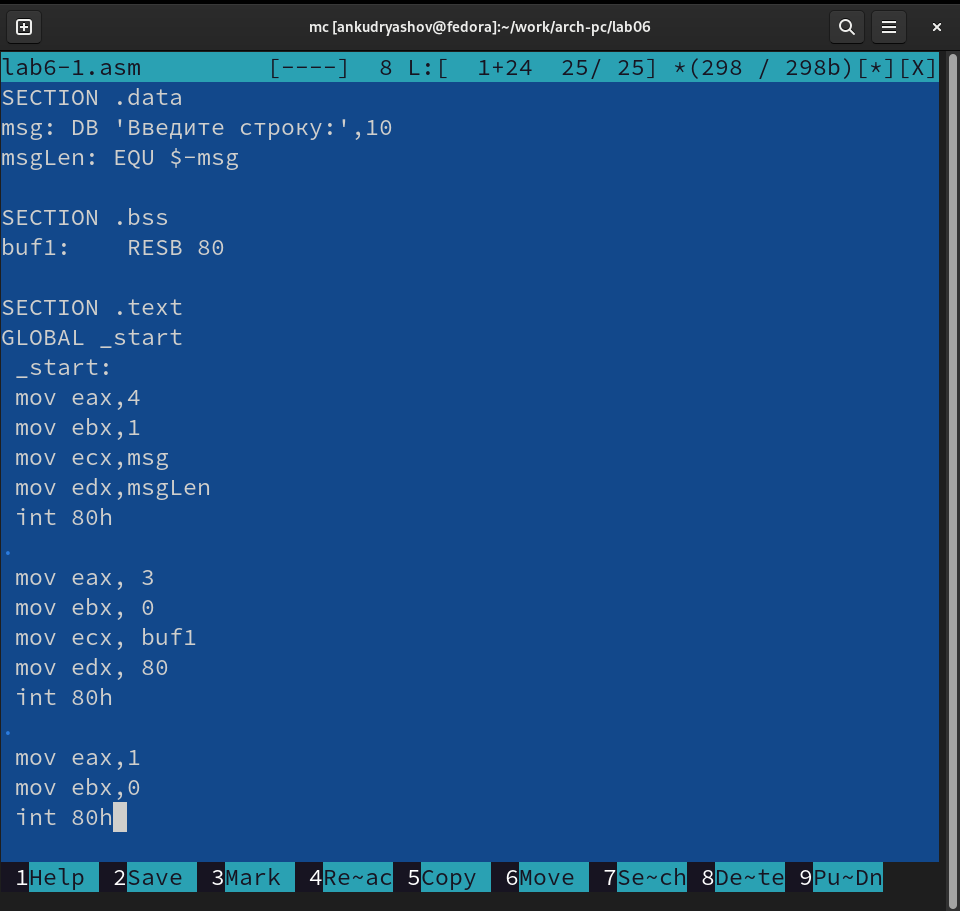 mc [ankudryashov@fedora]:~/work/arch-pc/lab06
lab6-1.asm [----] 8 L:[ 1+24 25/ 25] *(298 / 298b)[*][X]
SECTION .data
msg: DB 'Введите строку:',10
msgLen: EQU $-msg
SECTION .bss
buf1: RESB 80
SECTION .text
GLOBAL _start
_start:
mov eax,4
mov ebx,1
mov ecx,msg
mov edx,msgLen
int 80h
.
mov eax, 3
mov ebx, 0
mov ecx, buf1
mov edx, 80
int 80h
.
mov eax,1
mov ebx,0
int 80h
1Help 2Save 3Mark 4Re~ac 5Copy 6Move 7Se~ch 8De~te 9Pu~Dn